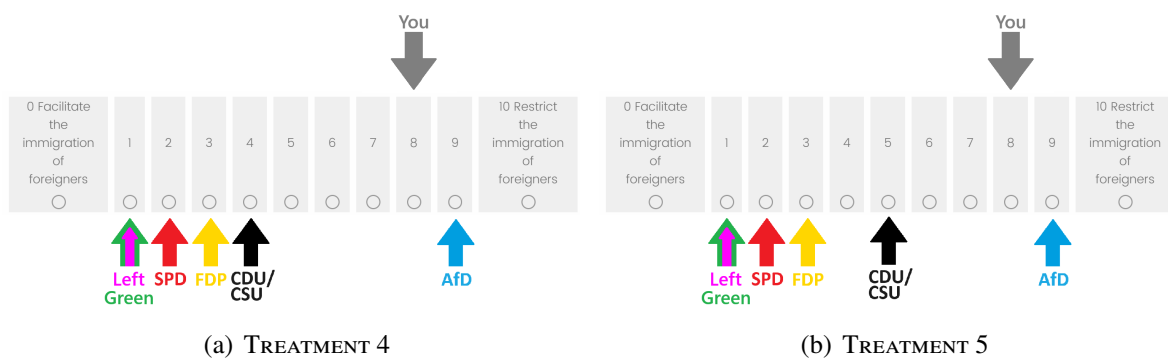 You
0 Facilitate
the
immigration
of
foreigners
1
2
3
4
5
6
7
8
9
10 Restrict
the
immigration
of
foreigners
Left
Green
SPD
FDP
CDU/
CSU
AfD
(a) TREATMENT 4
You
0 Facilitate
the
immigration
of
foreigners
1
2
3
4
5
6
7
8
9
10 Restrict
the
immigration
of
foreigners
Left
Green
SPD
FDP
CDU/
CSU
AfD
(b) TREATMENT 5